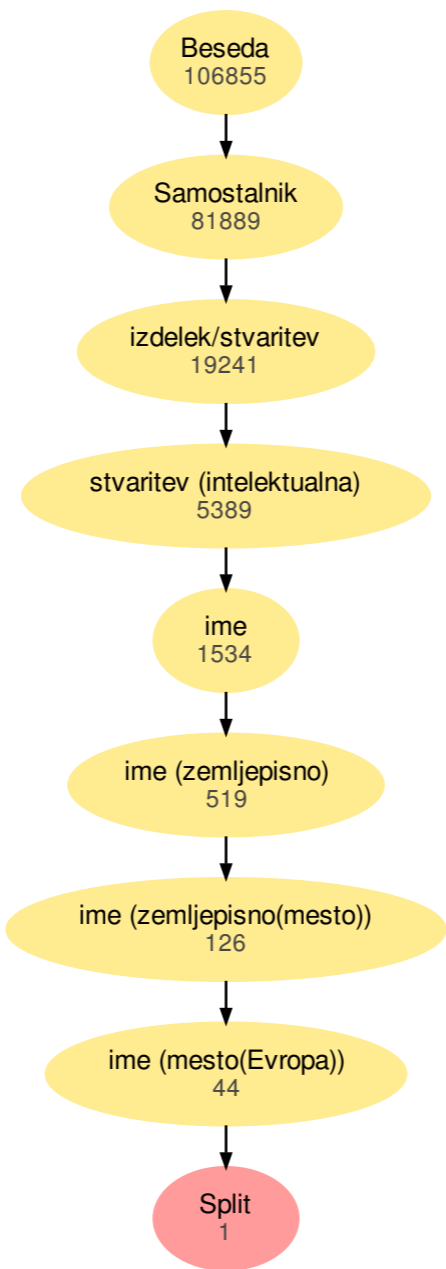 Beseda
106855
Samostalnik
81889
izdelek/stvaritev
19241
stvaritev (intelektualna)
5389
ime
1534
ime (zemljepisno)
519
ime (zemljepisno(mesto))
126
ime (mesto(Evropa))
44
Split
1